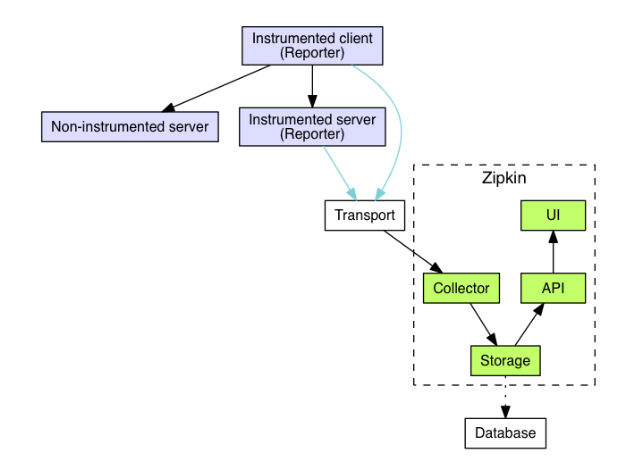 Instrumented client
(Reporter)
Non-instrumented server
Instrumented server
(Reporter)
Zipkin
Transport
UI
Collector
API
Storage
Database